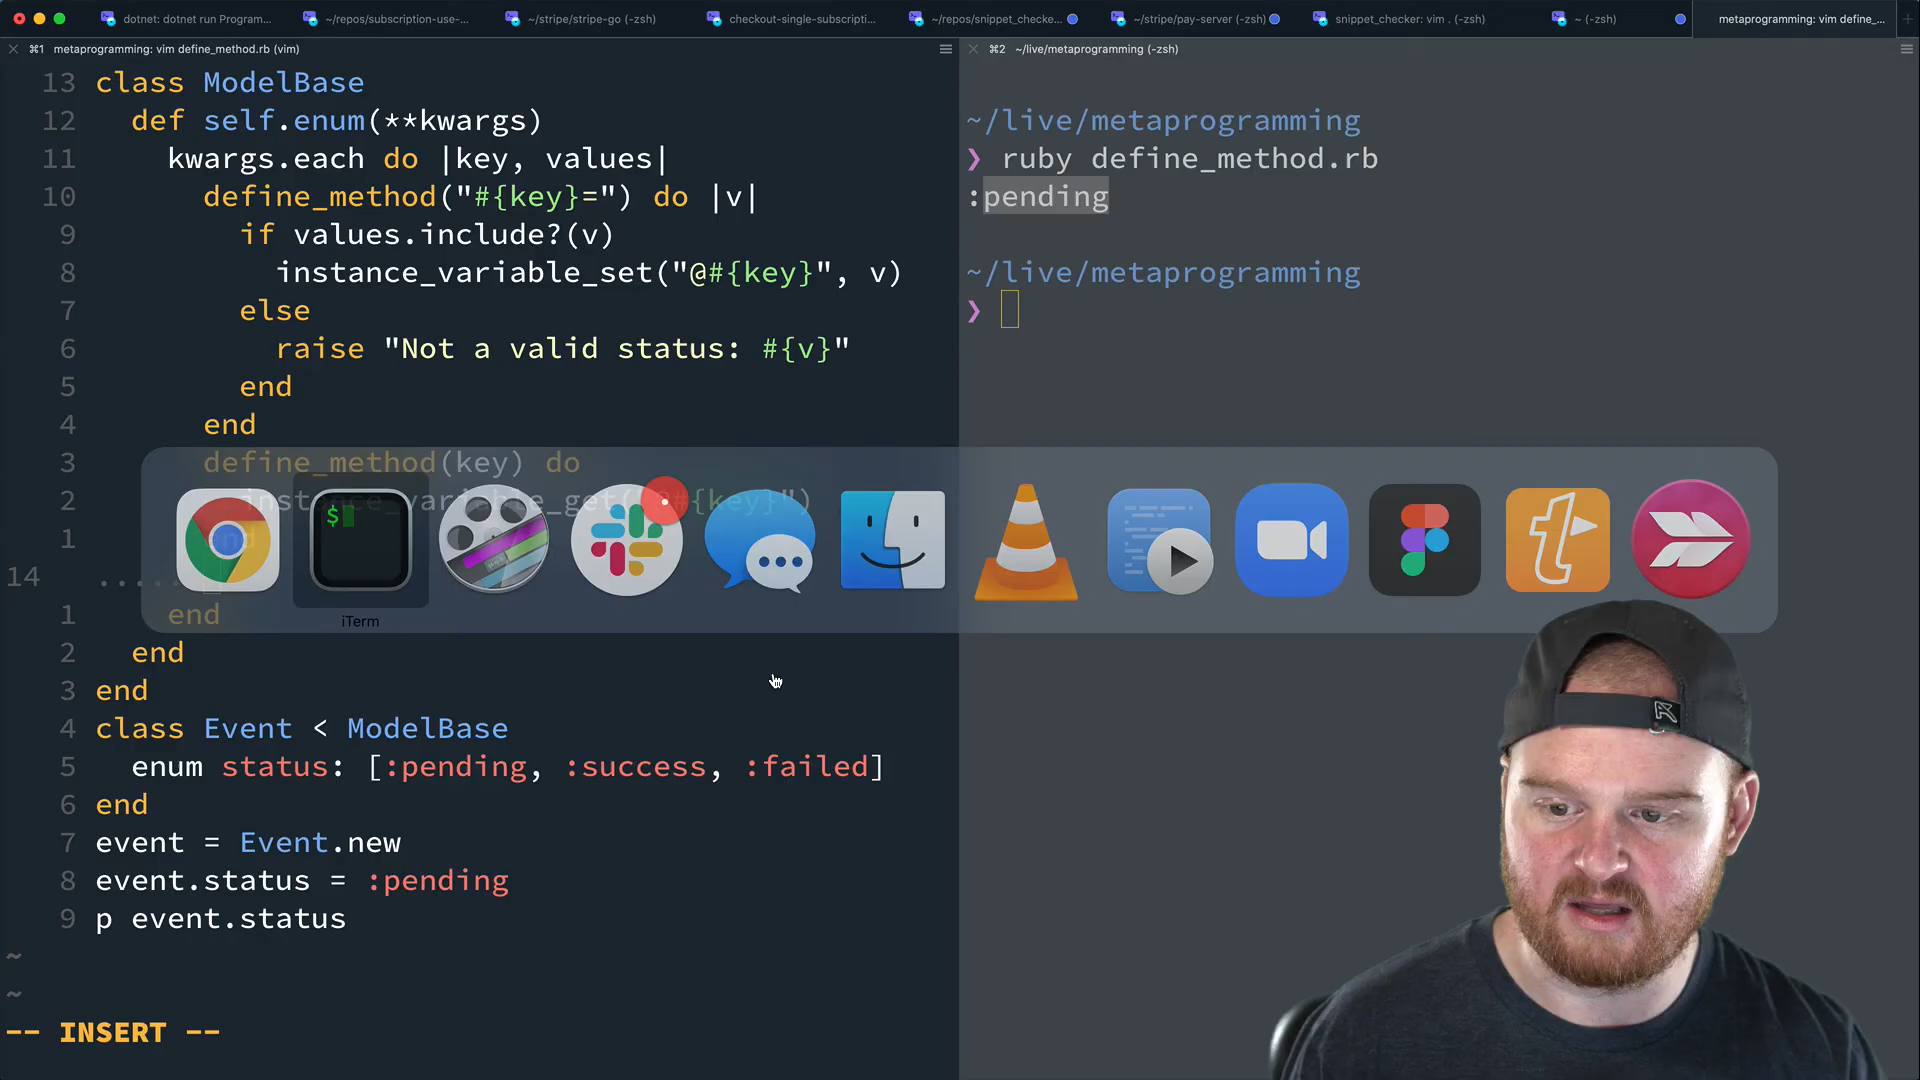 dotnet: dotnet run Program...
~/repos/subscription-use-...
~/stripe/stripe-go (-zsh)
checkout-single-subscripti...
~/repos/snippet_checke...
~/stripe/pay-server (-zsh)
snippet_checker: vim . (-zsh)
~ (-zsh)
metaprogramming: vim define_...
⌘1 metaprogramming: vim define_method.rb (vim)
13 class ModelBase
12 def self.enum(**kwargs)
11 kwargs.each do |key, values|
10 define_method("#{key}=") do |v|
9 if values.include?(v)
8 instance_variable_set("@#{key}", v)
7 else
6 raise "Not a valid status: #{v}"
5 end
4 end
3 define_method(key) do
2 instance_variable_get("@#{key}")
1 end
14
1 end
2 end
3 end
4 class Event < ModelBase
5 enum status: [:pending, :success, :failed]
6 end
7 event = Event.new
8 event.status = :pending
9 p event.status
~
~
-- INSERT --
⌘2 ~/live/metaprogramming (-zsh)
~/live/metaprogramming
❯ ruby define_method.rb
:pending
~/live/metaprogramming
❯
$
iTerm